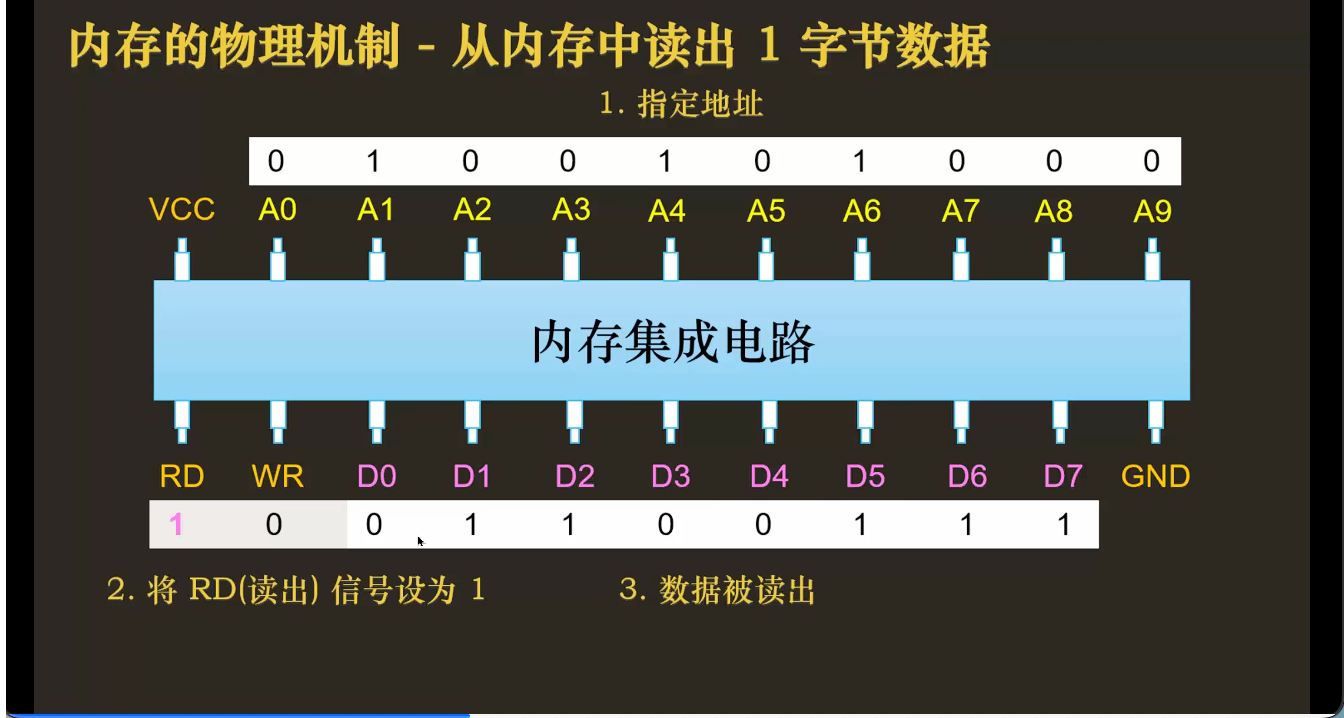 内存的物理机制 - 从内存中读出 1 字节数据
1. 指定地址
0 1 0 0 1 0 1 0 0 0
VCC A0 A1 A2 A3 A4 A5 A6 A7 A8 A9
内存集成电路
RD WR D0 D1 D2 D3 D4 D5 D6 D7 GND
1 0 0 1 1 0 0 1 1 1
2. 将 RD(读出) 信号设为 1 3. 数据被读出